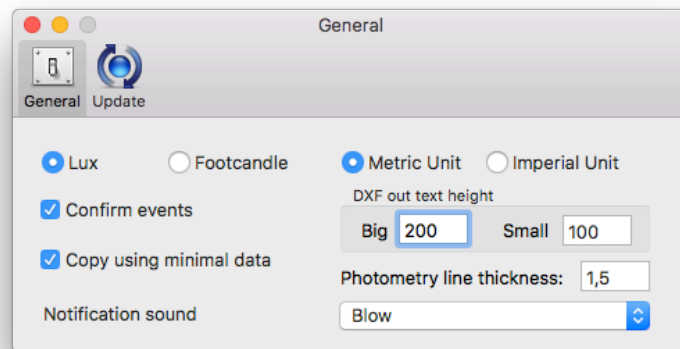 General
General Update
Lux Footcandle Metric Unit Imperial Unit
DXF out text height
Confirm events
Big 200 Small 100
Copy using minimal data
Photometry line thickness: 1,5
Notification sound Blow